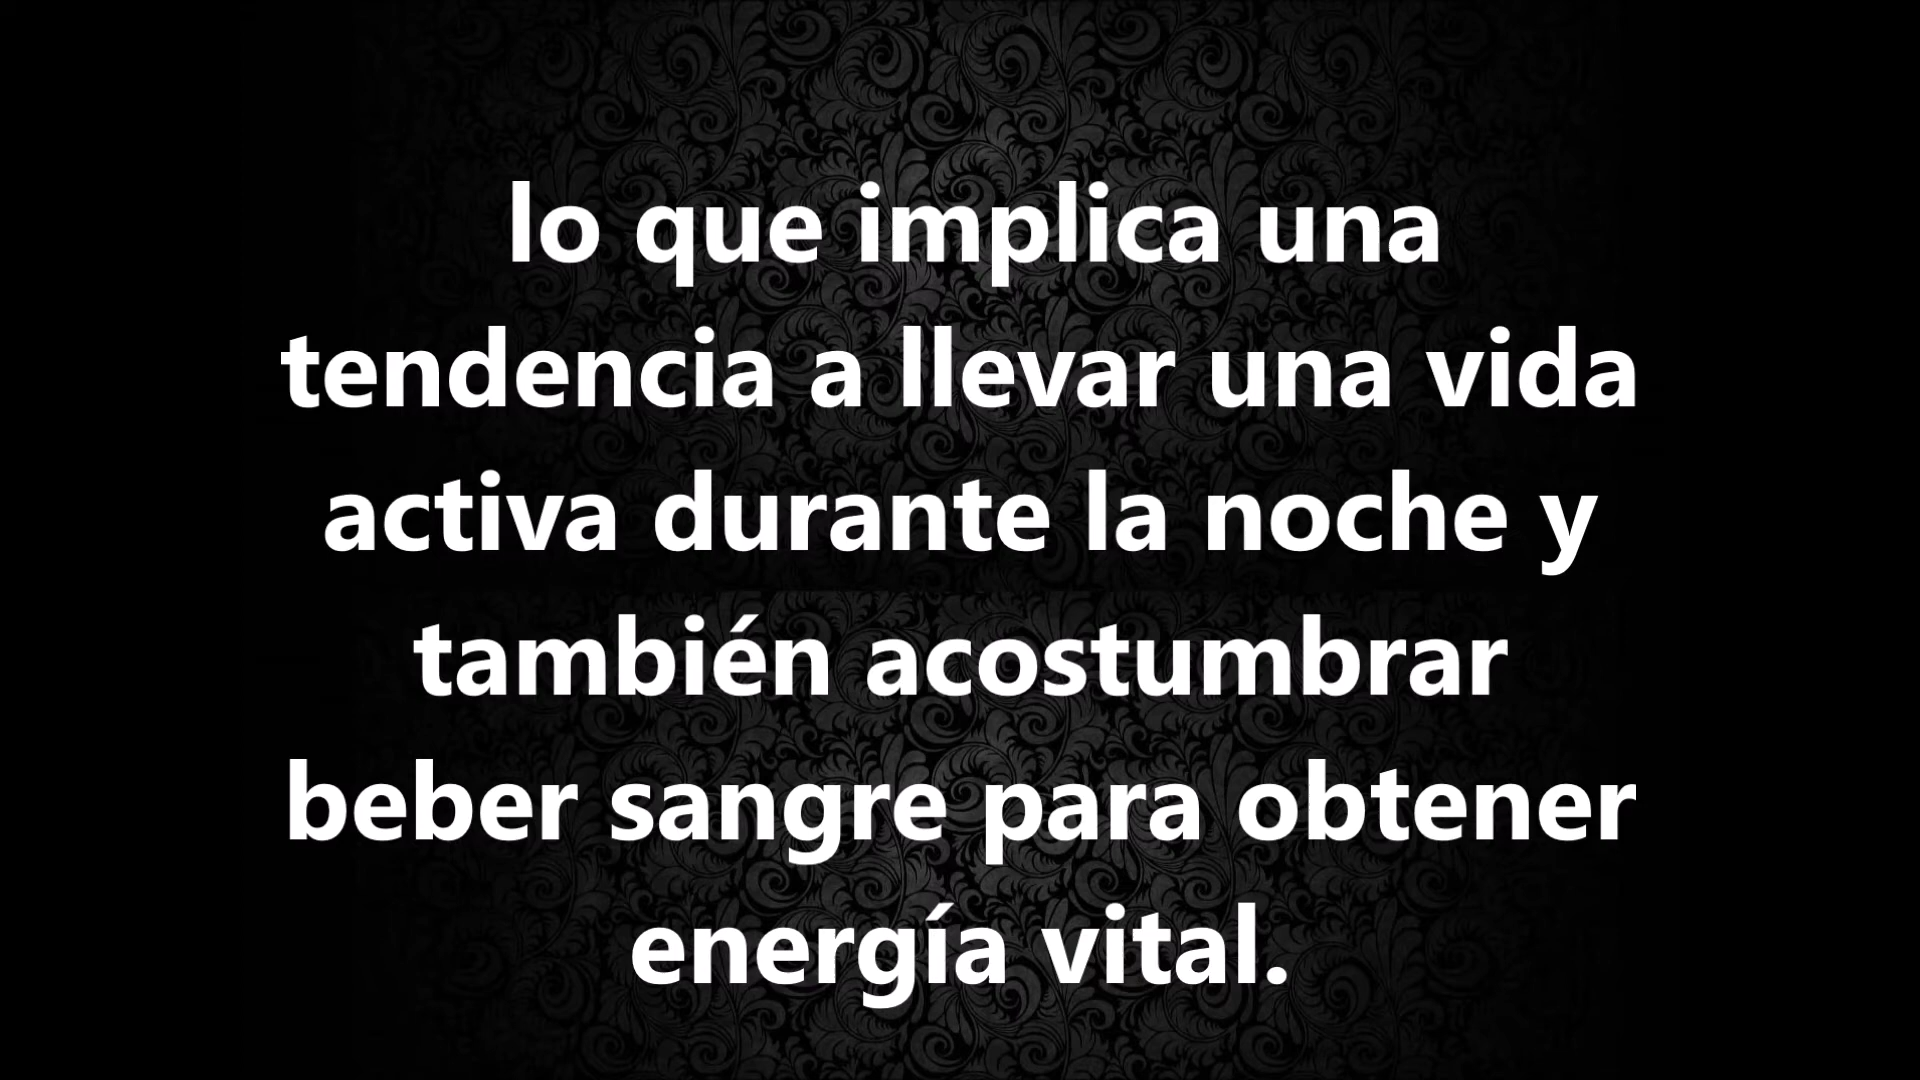 lo que implica una
tendencia a llevar una vida
activa durante la noche y
también acostumbrar
beber sangre para obtener
energía vital.